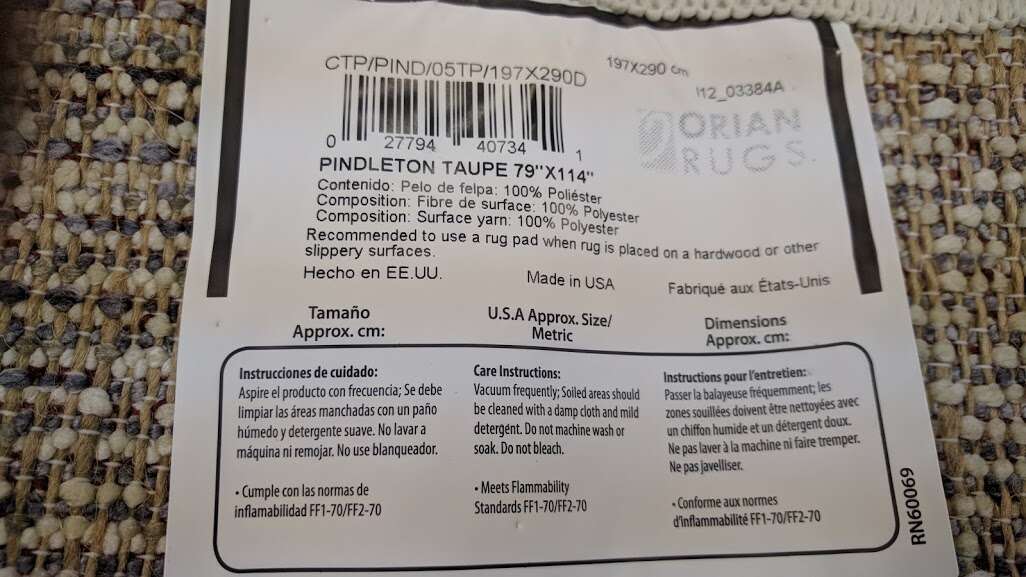 CTP/PIND/05TP/197X290D
197X290 cm
I12_03384A
ORIAN
RUGS.
0 27794 40734 1
PINDLETON TAUPE 79"X114"
Contenido: Pelo de felpa: 100% Poliéster
Composition: Fibre de surface: 100% Polyester
Composition: Surface yarn: 100% Polyester
Recommended to use a rug pad when rug is placed on a hardwood or other
slippery surfaces.
Hecho en EE.UU.
Made in USA
Fabriqué aux États-Unis
Tamaño
Approx. cm:
U.S.A Approx. Size/
Metric
Dimensions
Approx. cm:
Instrucciones de cuidado:
Aspire el producto con frecuencia; Se debe
limpiar las áreas manchadas con un paño
húmedo y detergente suave. No lavar a
máquina ni remojar. No use blanqueador.
• Cumple con las normas de
inflamabilidad FF1-70/FF2-70
Care Instructions:
Vacuum frequently; Soiled areas should
be cleaned with a damp cloth and mild
detergent. Do not machine wash or
soak. Do not bleach.
• Meets Flammability
Standards FF1-70/FF2-70
Instructions pour l'entretien:
Passer la balayeuse fréquemment; les
zones souillées doivent être nettoyées avec
un chiffon humide et un détergent doux.
Ne pas laver à la machine ni faire tremper.
Ne pas javelliser.
• Conforme aux normes
d'inflammabilité FF1-70/FF2-70
RN60069